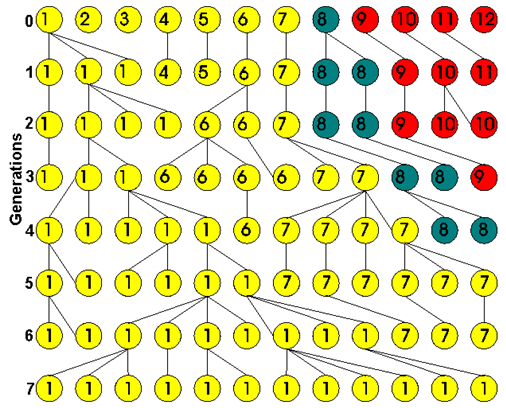 0 1 2 3 4 5 6 7 8 9 10 11 12
1 1 1 1 4 5 6 7 8 8 9 10 11
2 1 1 1 1 6 6 7 8 8 9 10 10
Generations
3 1 1 1 6 6 6 6 7 7 8 8 9
4 1 1 1 1 1 6 7 7 7 7 8 8
5 1 1 1 1 1 1 7 7 7 7 7 7
6 1 1 1 1 1 1 1 1 1 7 7 7
7 1 1 1 1 1 1 1 1 1 1 1 1